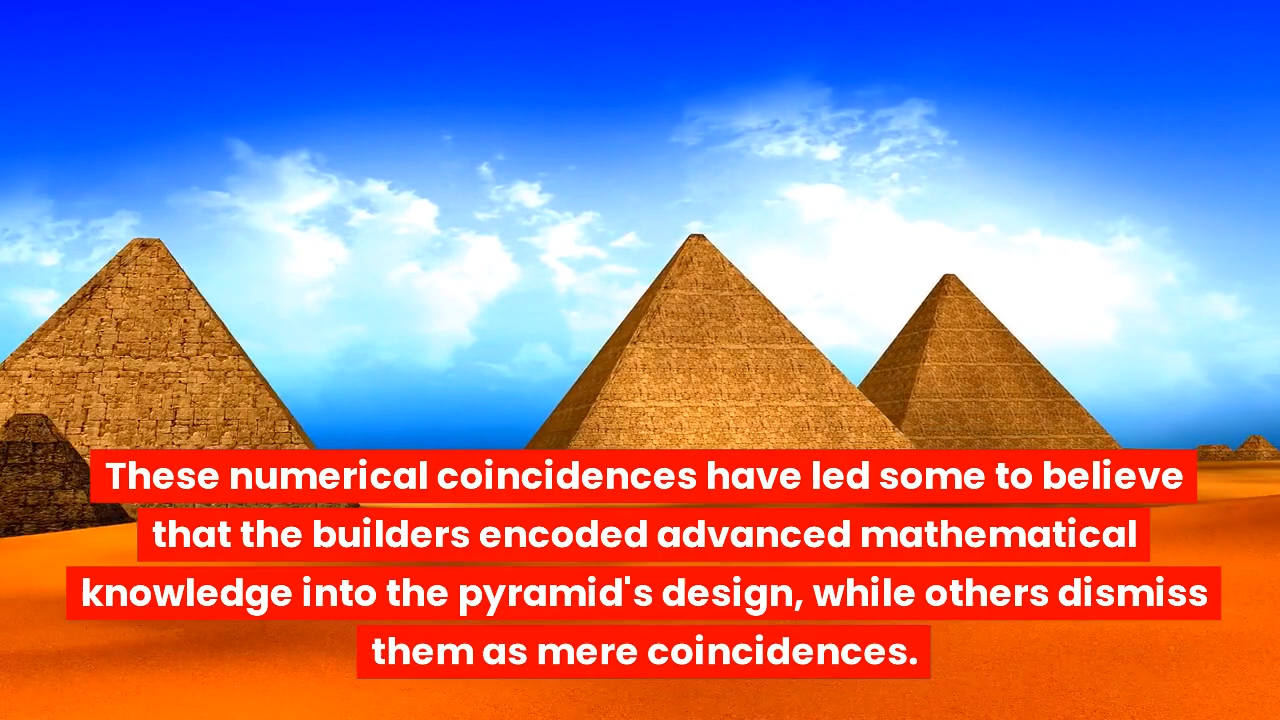 These numerical coincidences have led some to believe
that the builders encoded advanced mathematical
knowledge into the pyramid's design, while others dismiss
them as mere coincidences.